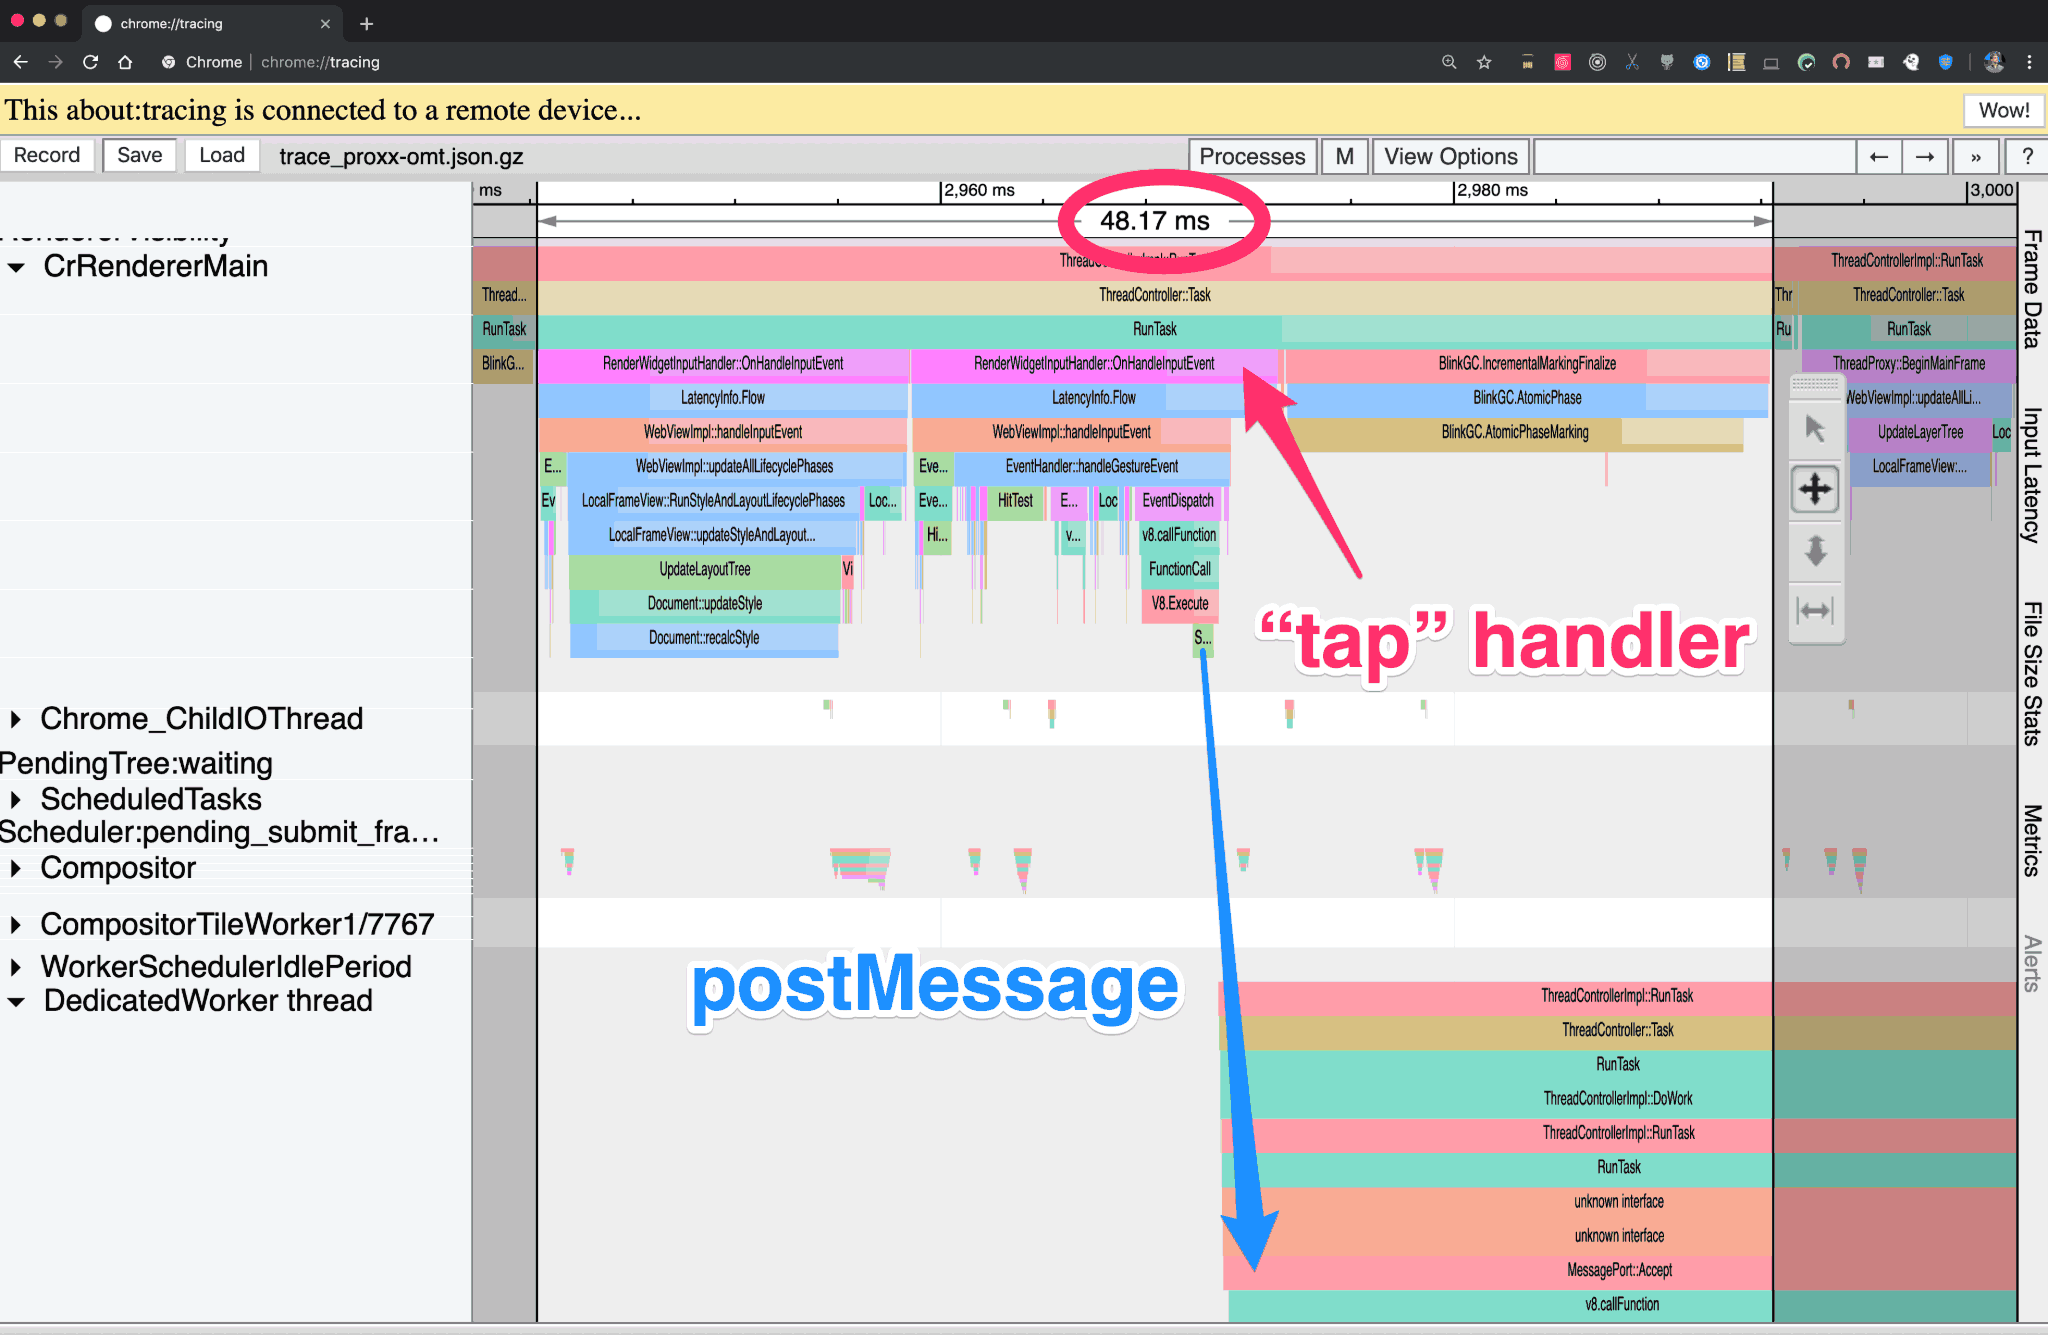 chrome://tracing
Chrome | chrome://tracing
This about:tracing is connected to a remote device...
Wow!
Record
Save
Load
trace_proxx-omt.json.gz
Processes
M
View Options
←
→
»
?
ms
2,960 ms
2,980 ms
3,000
48.17 ms
CrRendererMain
ThreadControllerImpl::RunTask
Thread...
ThreadController::Task
Thr
ThreadController::Task
RunTask
RunTask
Ru
RunTask
BlinkG...
RenderWidgetInputHandler::OnHandleInputEvent
RenderWidgetInputHandler::OnHandleInputEvent
BlinkGC.IncrementalMarkingFinalize
ThreadProxy::BeginMainFrame
LatencyInfo.Flow
LatencyInfo.Flow
BlinkGC.AtomicPhase
WebViewImpl::updateAllLi...
WebViewImpl::handleInputEvent
WebViewImpl::handleInputEvent
BlinkGC.AtomicPhaseMarking
UpdateLayerTree
Loc
E...
WebViewImpl::updateAllLifecyclePhases
Eve...
EventHandler::handleGestureEvent
LocalFrameView:...
Ev
LocalFrameView::RunStyleAndLayoutLifecyclePhases
Loc...
Eve...
HitTest
E...
Loc
EventDispatch
LocalFrameView::updateStyleAndLayout...
Hi...
v...
v8.callFunction
UpdateLayoutTree
Vi
FunctionCall
Document::updateStyle
V8.Execute
Document::recalcStyle
S...
“tap” handler
Chrome_ChildIOThread
PendingTree:waiting
ScheduledTasks
Scheduler:pending_submit_fra...
Compositor
CompositorTileWorker1/7767
WorkerSchedulerIdlePeriod
DedicatedWorker thread
postMessage
ThreadControllerImpl::RunTask
ThreadController::Task
RunTask
ThreadControllerImpl::DoWork
ThreadControllerImpl::RunTask
RunTask
unknown interface
unknown interface
MessagePort::Accept
v8.callFunction
Frame Data
Input Latency
File Size Stats
Metrics
Alerts